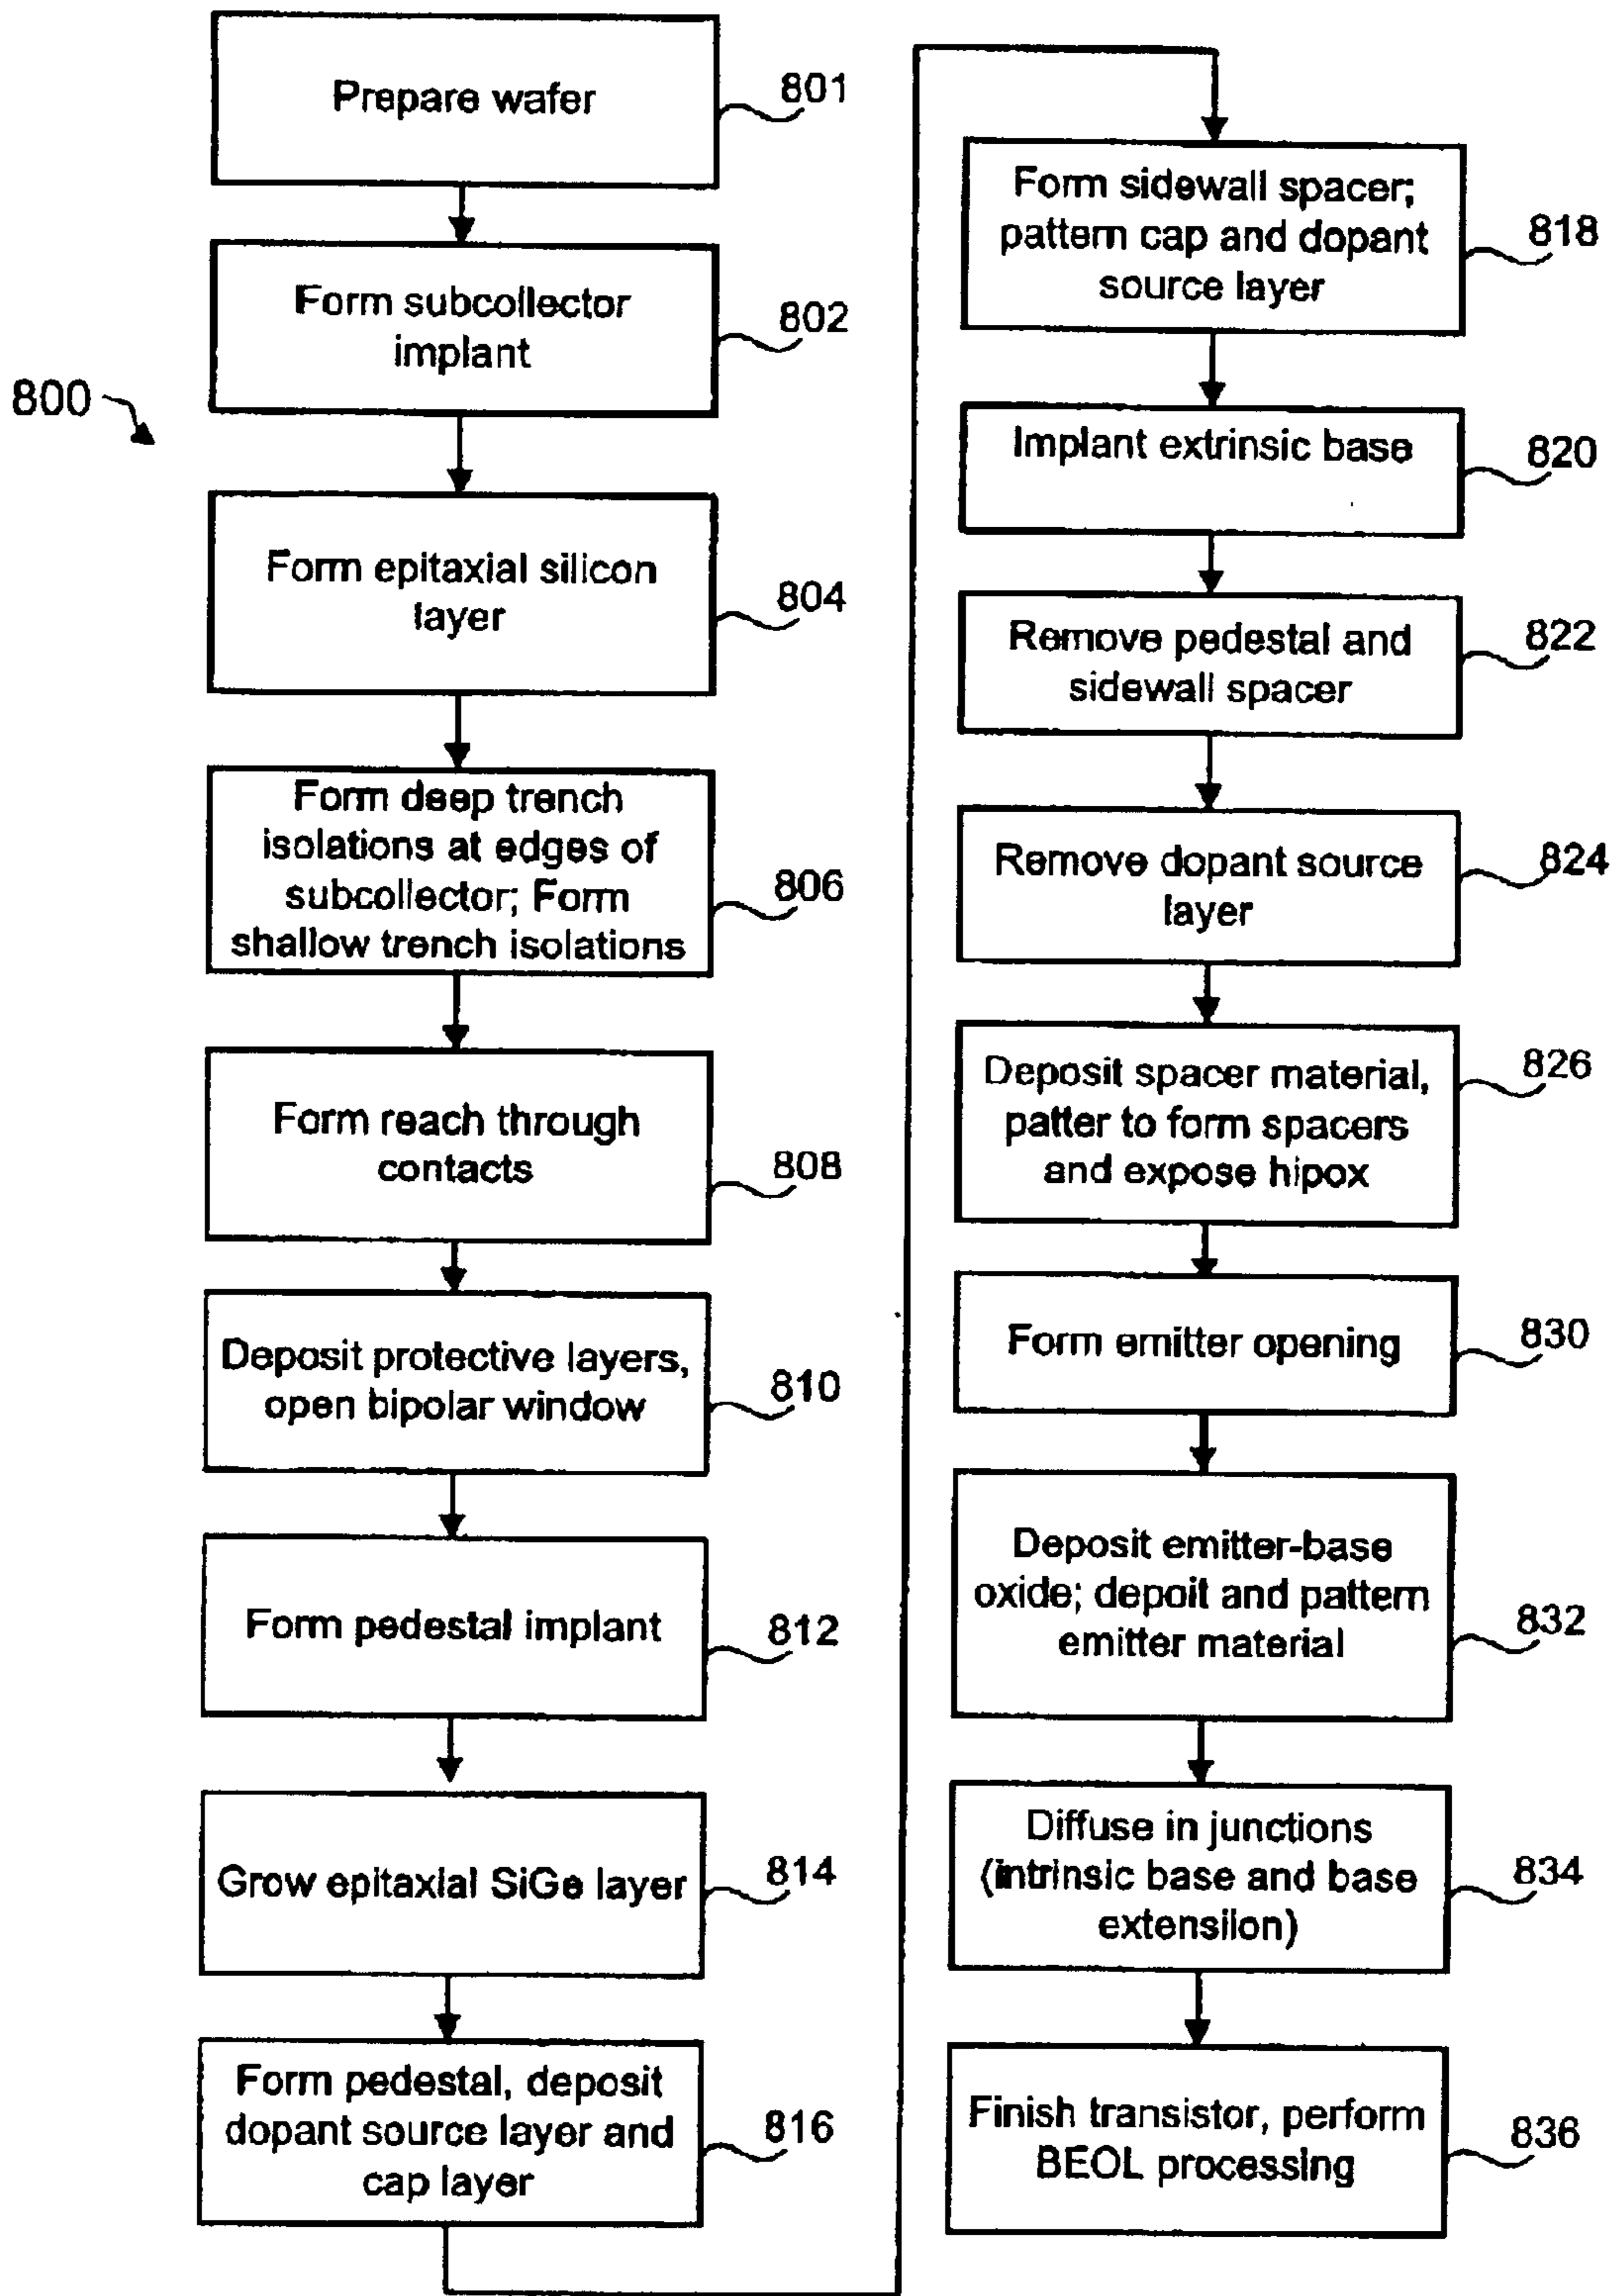 800
Prepare wafer
801
Form subcollector
implant
802
Form epitaxial silicon
layer
804
Form deep trench
isolations at edges of
subcollector; Form
shallow trench isolations
806
Form reach through
contacts
808
Deposit protective layers,
open bipolar window
810
Form pedestal implant
812
Grow epitaxial SiGe layer
814
Form pedestal, deposit
dopant source layer and
cap layer
816
Form sidewall spacer;
pattern cap and dopant
source layer
818
Implant extrinsic base
820
Remove pedestal and
sidewall spacer
822
Remove dopant source
layer
824
Deposit spacer material,
patter to form spacers
and expose hipox
826
Form emitter opening
830
Deposit emitter-base
oxide; depoit and pattern
emitter material
832
Diffuse in junctions
(intrinsic base and base
extensilon)
834
Finish transistor, perform
BEOL processing
836